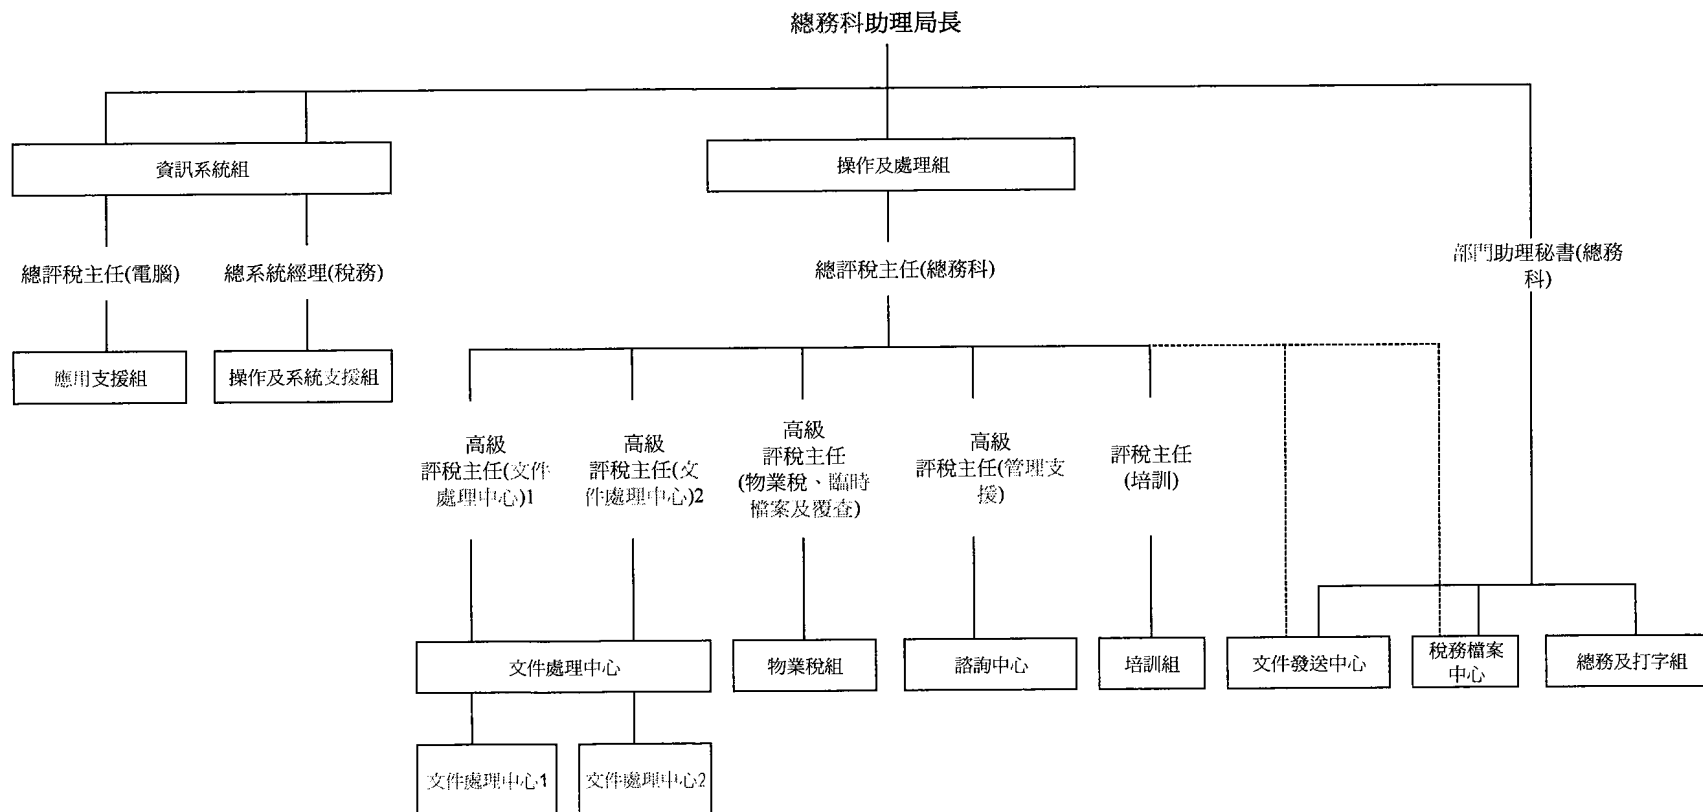 總務科助理局長
資訊系統組
操作及處理組
總評稅主任(電腦)
總系統經理(稅務)
總評稅主任(總務科)
部門助理秘書(總務
科)
應用支援組
操作及系統支援組
高級
評稅主任(文件
處理中心)1
高級
評稅主任(文
件處理中心)2
高級
評稅主任
(物業稅、臨時
檔案及覆查)
高級
評稅主任(管理支
援)
評稅主任
(培訓)
文件處理中心
物業稅組
諮詢中心
培訓組
文件發送中心
稅務檔案
中心
總務及打字組
文件處理中心1
文件處理中心2